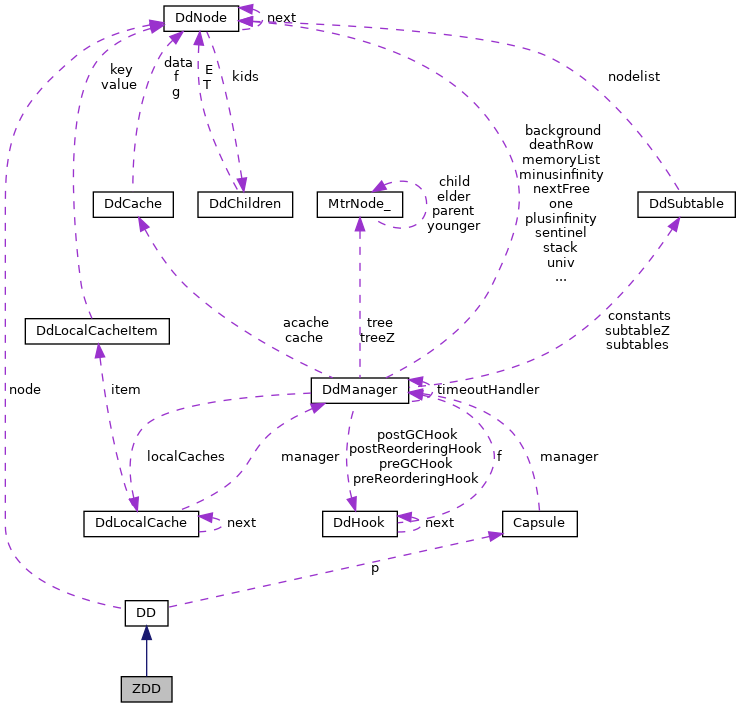 DdNode
next
key
value
data
f
g
E
T
kids
nodelist
background
deathRow
memoryList
minusinfinity
nextFree
one
plusinfinity
sentinel
stack
univ
...
DdCache
DdChildren
MtrNode_
child
elder
parent
younger
DdSubtable
DdLocalCacheItem
acache
cache
tree
treeZ
constants
subtableZ
subtables
node
item
DdManager
timeoutHandler
localCaches
manager
postGCHook
postReorderingHook
preGCHook
preReorderingHook
f
manager
DdLocalCache
next
DdHook
next
Capsule
p
DD
ZDD